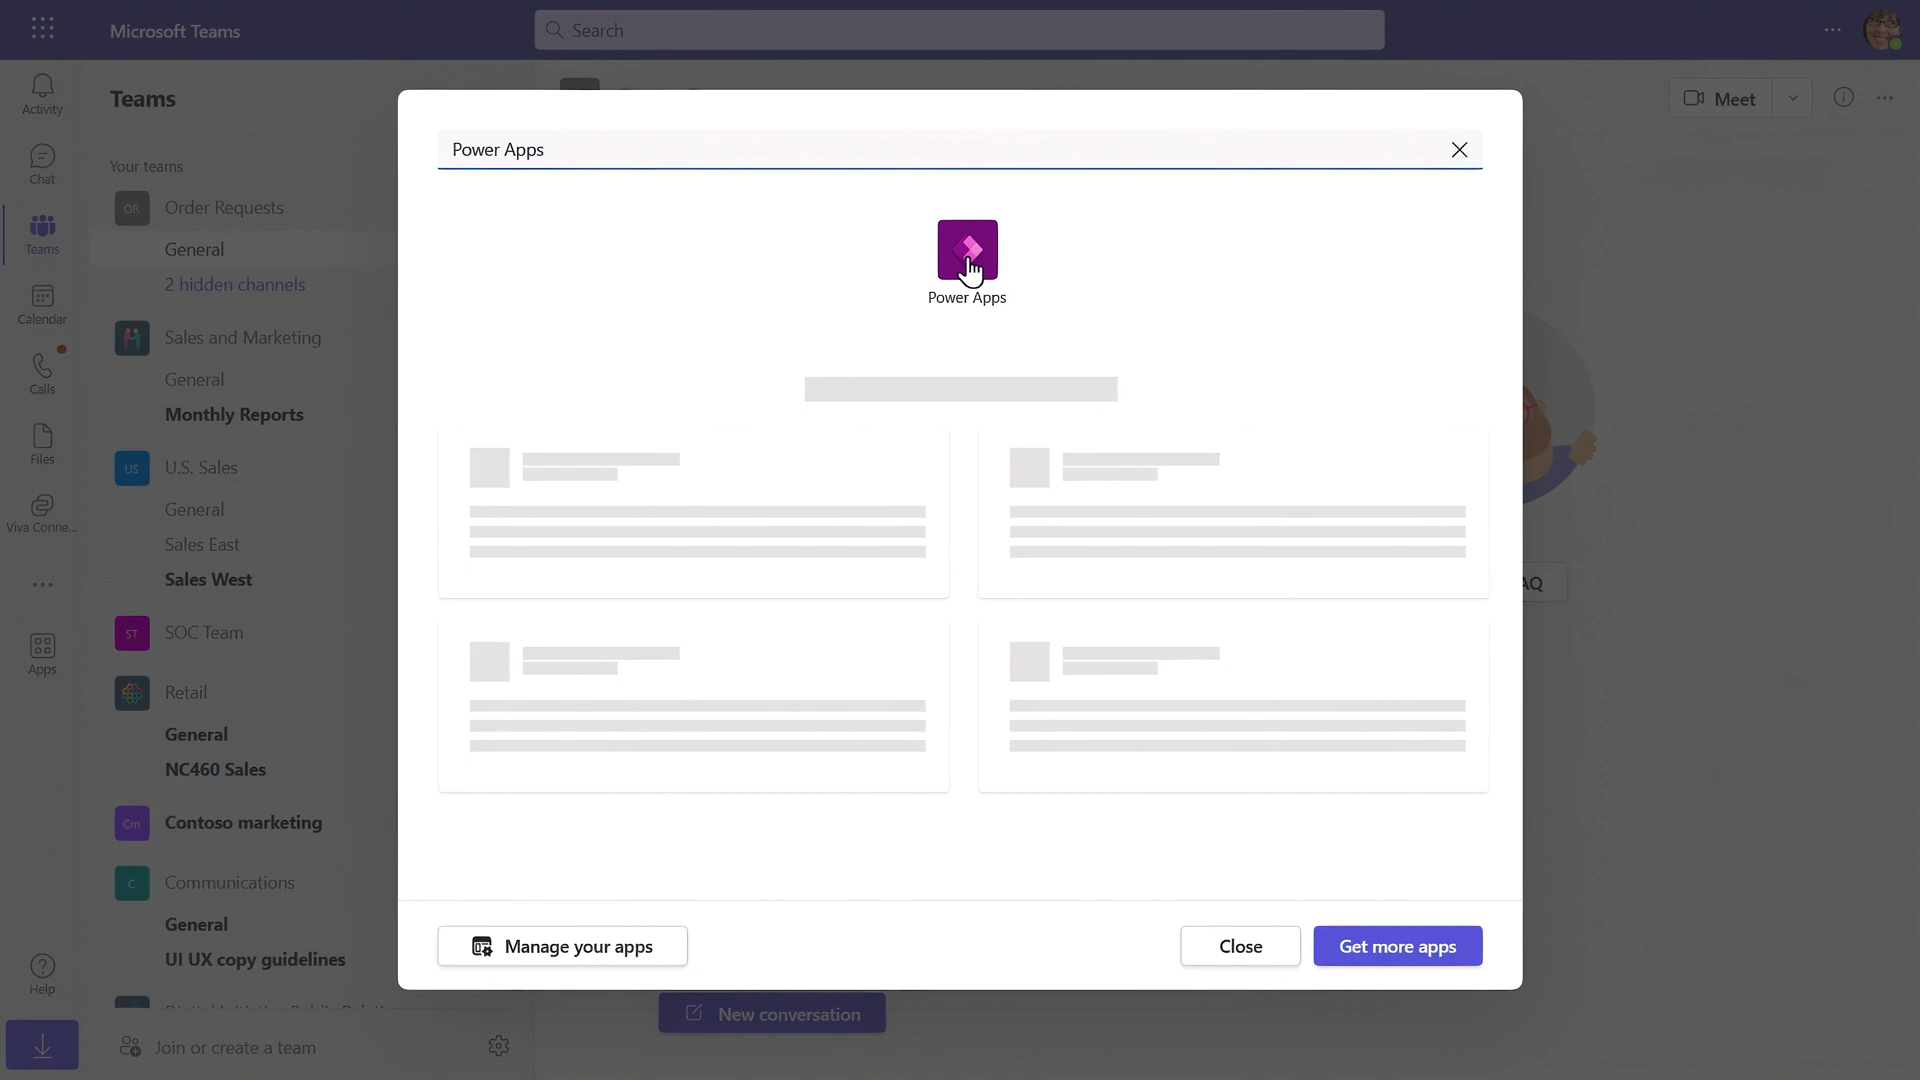 Microsoft Teams
Search
Activity
Chat
Teams
Calendar
Calls
Files
Viva Conne...
Apps
Help
Teams
Your teams
OR
Order Requests
General
2 hidden channels
Sales and Marketing
General
Monthly Reports
US
U.S. Sales
General
Sales East
Sales West
ST
SOC Team
Retail
General
NC460 Sales
Cm
Contoso marketing
C
Communications
General
UI UX copy guidelines
Join or create a team
Meet
Power Apps
Power Apps
AQ
Manage your apps
Close
Get more apps
New conversation